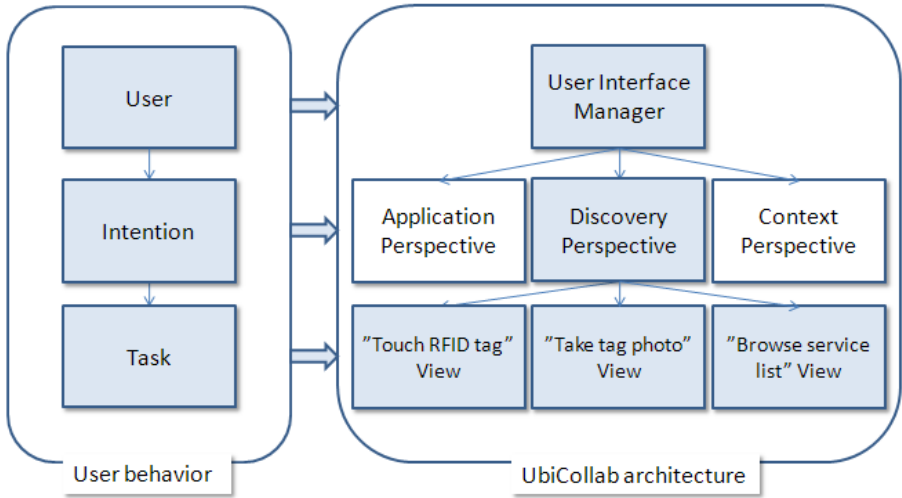 User
Intention
Task
User behavior
User Interface
Manager
Application
Perspective
Discovery
Perspective
Context
Perspective
”Touch RFID tag”
View
”Take tag photo”
View
”Browse service
list” View
UbiCollab architecture